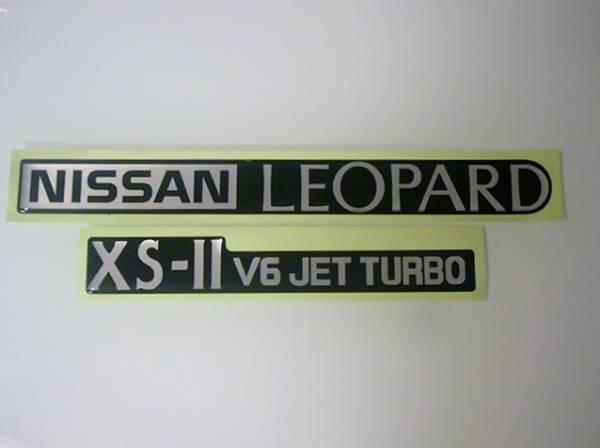 NISSAN LEOPARD
XS-II V6 JET TURBO